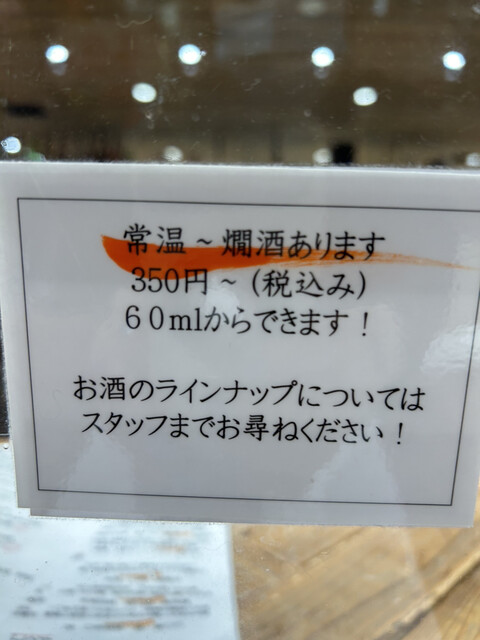 常温～燗酒あります
350円～（税込み）
６０mlからできます！
お酒のラインナップについては
スタッフまでお尋ねください！